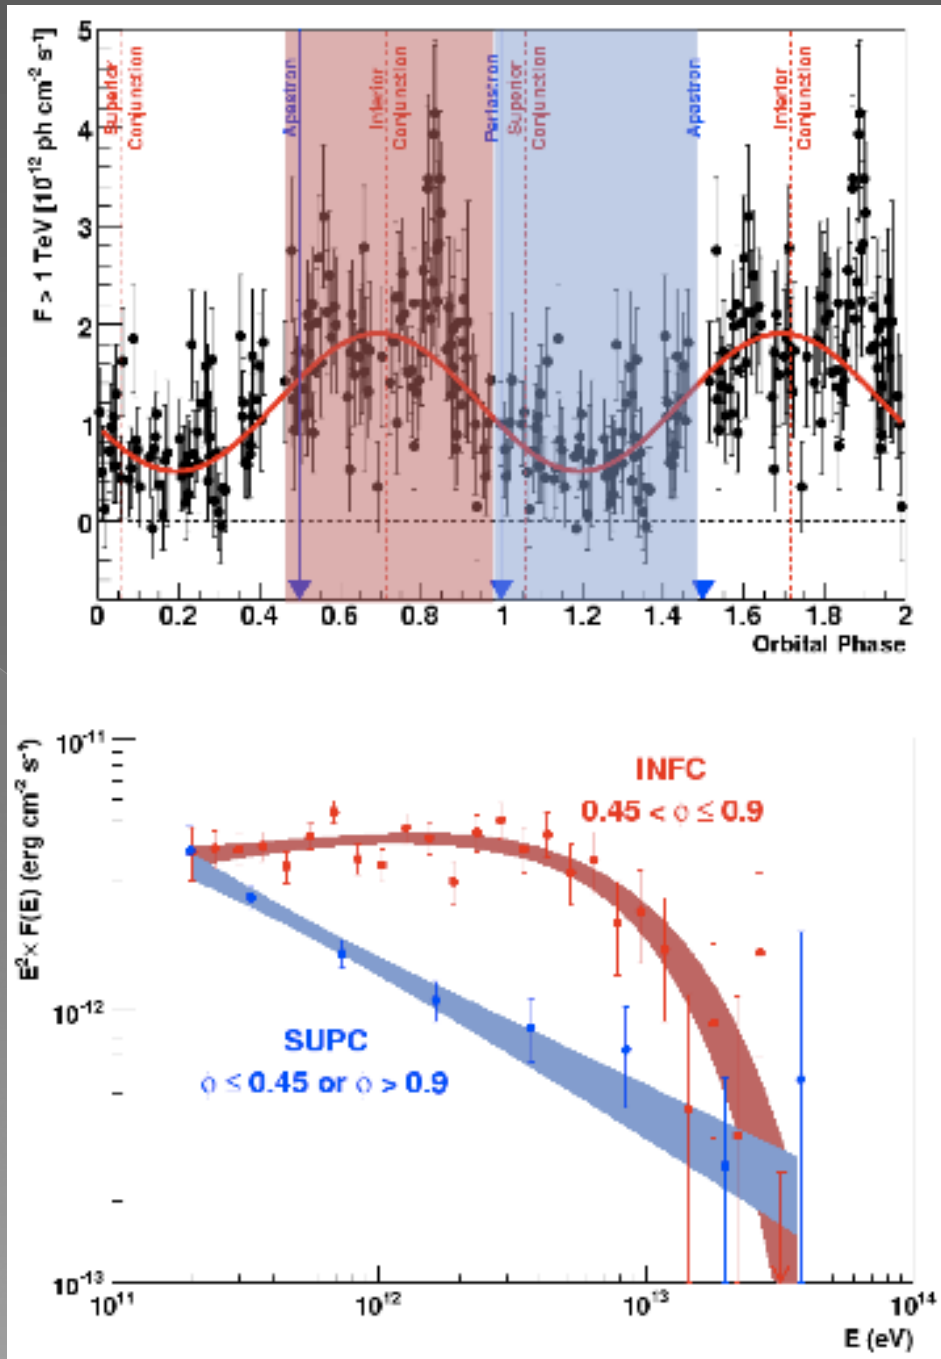 F > 1 TeV [10⁻¹² ph cm⁻² s⁻¹]
5
4
3
2
1
0
Superior
Conjunction
Apastron
Inferior
Conjunction
Periastron
Superior
Conjunction
Apastron
Inferior
Conjunction
0 0.2 0.4 0.6 0.8 1 1.2 1.4 1.6 1.8 2
Orbital Phase
E²× F(E) (erg cm⁻² s⁻¹)
10⁻¹¹
10⁻¹²
10⁻¹³
INFC
0.45 < ϕ ≤ 0.9
SUPC
ϕ ≤ 0.45 or ϕ > 0.9
10¹¹ 10¹² 10¹³ 10¹⁴
E (eV)